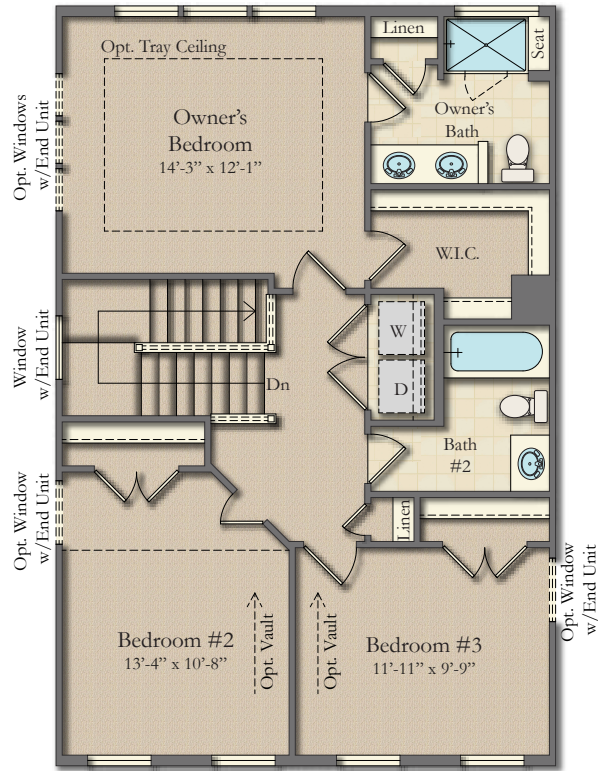 Linen
Seat
Opt. Tray Ceiling
Owner’s
Bedroom
14’-3” x 12’-1”
Owner’s
Bath
Opt. Windows
w/End Unit
W.I.C.
W
D
Window
w/End Unit
Dn
Bath
#2
Opt. Window
w/End Unit
Linen
Opt. Window
w/End Unit
Bedroom #2
13’-4” x 10’-8”
Opt. Vault
Opt. Vault
Bedroom #3
11’-11” x 9’-9”